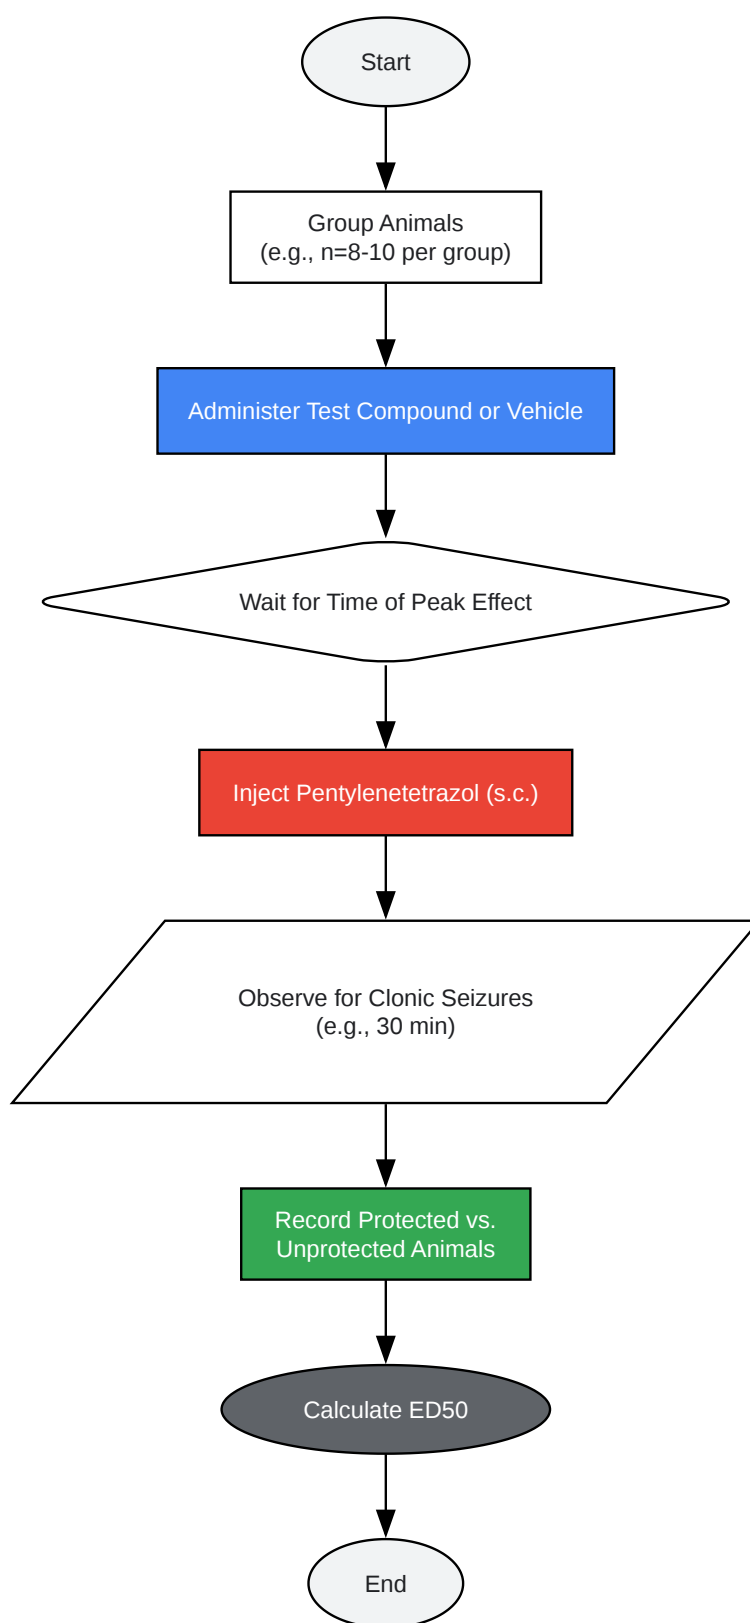 Start
Group Animals
(e.g., n=8-10 per group)
Administer Test Compound or Vehicle
Wait for Time of Peak Effect
Inject Pentylenetetrazol (s.c.)
Observe for Clonic Seizures
(e.g., 30 min)
Record Protected vs.
Unprotected Animals
Calculate ED50
End